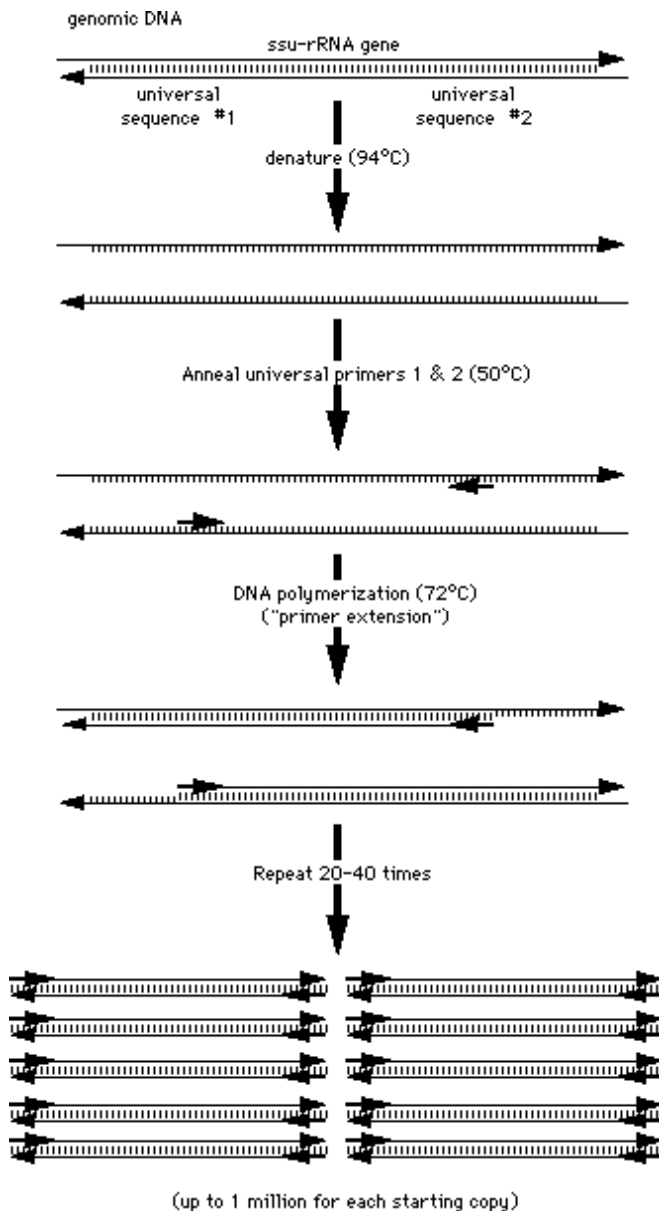 genomic DNA
ssu-rRNA gene
universal sequence #1
universal sequence #2
denature (94°C)
Anneal universal primers 1 & 2 (50°C)
DNA polymerization (72°C)
("primer extension")
Repeat 20-40 times
(up to 1 million for each starting copy)